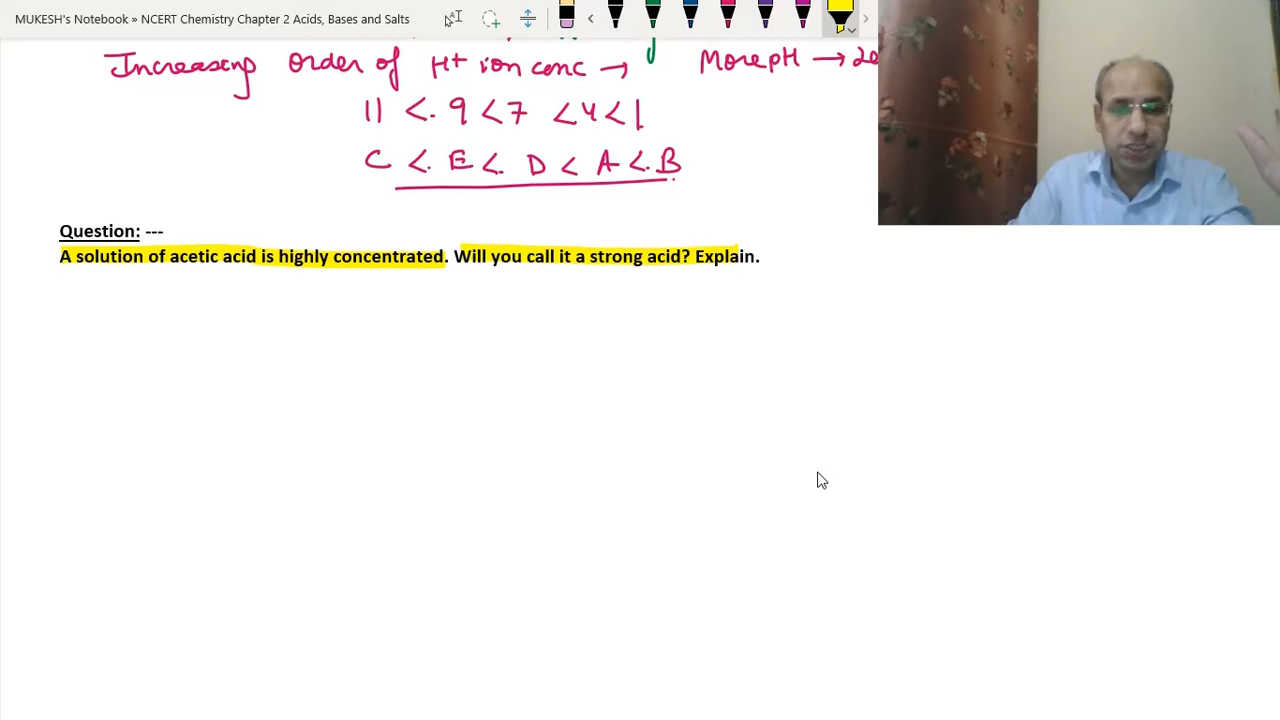 MUKESH's Notebook » NCERT Chemistry Chapter 2 Acids, Bases and Salts
Increasing Order of H+ ion conc → More pH →
11 < 9 < 7 < 4 < 1
C < E < D < A < B
Question: ---
A solution of acetic acid is highly concentrated. Will you call it a strong acid? Explain.